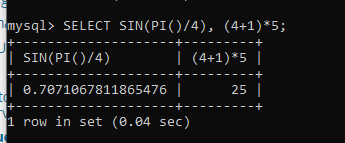 mysql> SELECT SIN(PI()/4), (4+1)*5;
+--------------------+---------+
| SIN(PI()/4)        | (4+1)*5 |
+--------------------+---------+
| 0.7071067811865476 |      25 |
+--------------------+---------+
1 row in set (0.04 sec)